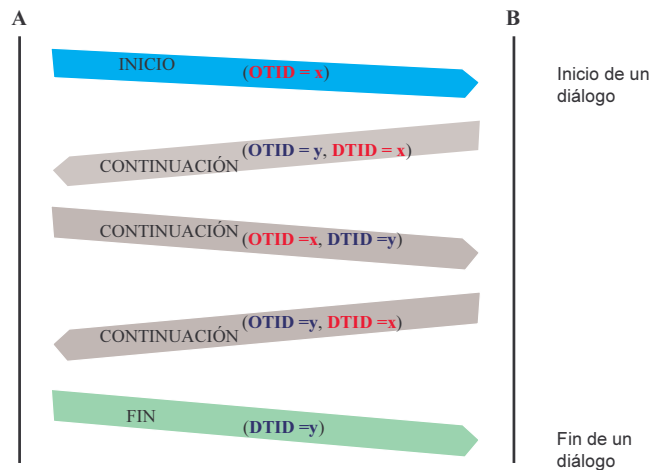 A B
INICIO (OTID = x)
Inicio de un
diálogo
(OTID = y, DTID = x)
CONTINUACIÓN
CONTINUACIÓN (OTID =x, DTID =y)
(OTID =y, DTID =x)
CONTINUACIÓN
FIN (DTID =y)
Fin de un
diálogo